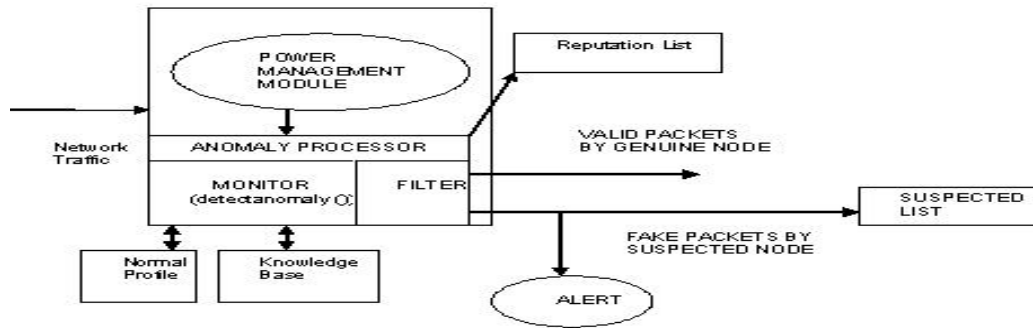 POWER
MANAGEMENT
MODULE
Reputation List
Network
Traffic
ANOMALY PROCESSOR
VALID PACKETS
BY GENUINE NODE
MONITOR
(detectanomaly ();
FILTER
SUSPECTED
LIST
FAKE PACKETS BY
SUSPECTED NODE
Normal
Profile
Knowledge
Base
ALERT